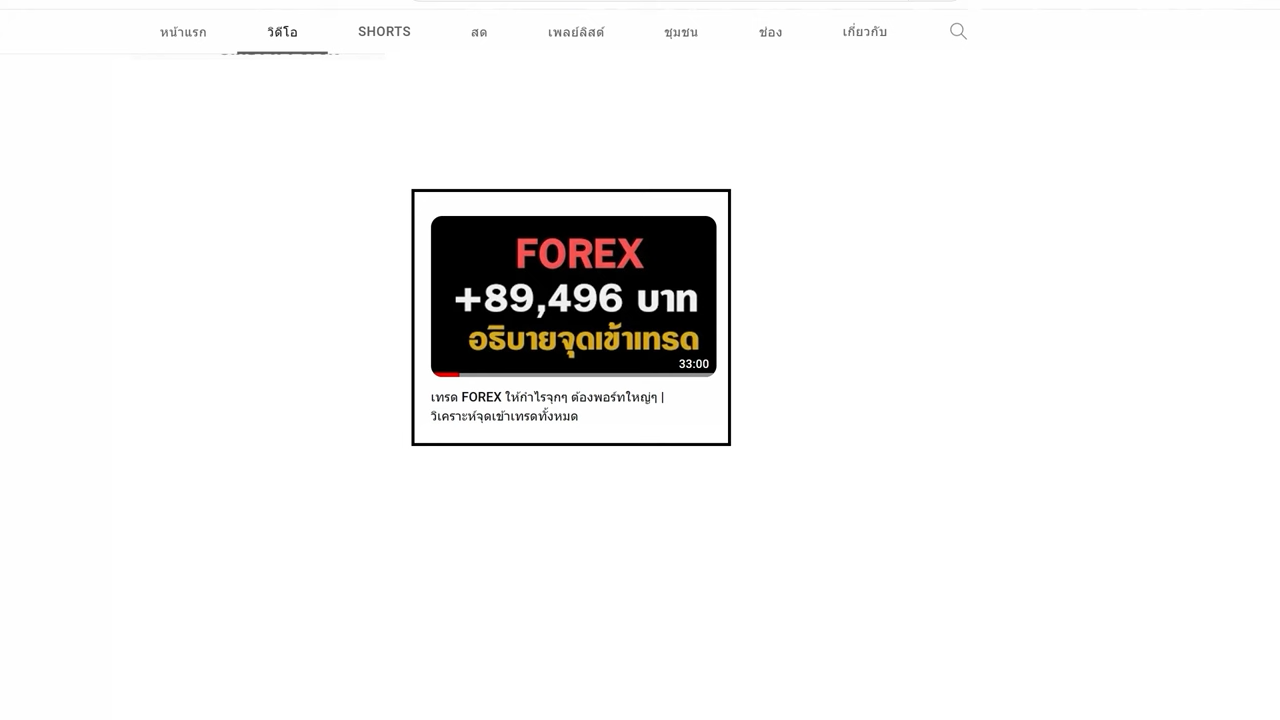 หน้าแรก วิดีโอ SHORTS สด เพลย์ลิสต์ ชุมชน ช่อง เกี่ยวกับ
FOREX
+89,496 บาท
อธิบายจุดเข้าเทรด
33:00
เทรด FOREX ให้กำไรจุกๆ ต้องพอร์ทใหญ่ๆ |
วิเคราะห์จุดเข้าเทรดทั้งหมด